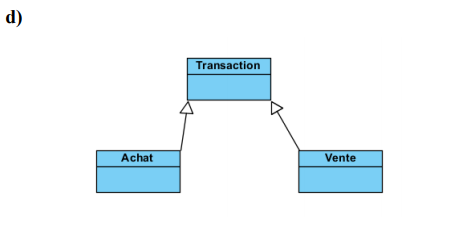 d)
Transaction
Achat
Vente